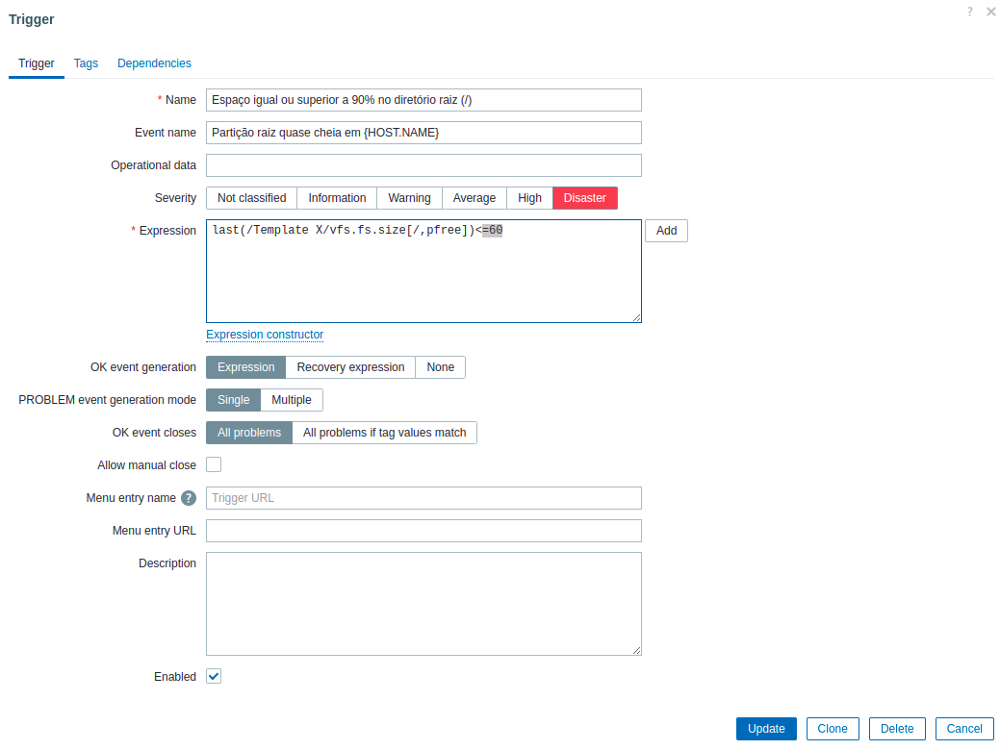 Trigger
?
Trigger Tags Dependencies
* Name Espaço igual ou superior a 90% no diretório raiz (/)
Event name Partição raiz quase cheia em {HOST.NAME}
Operational data
Severity Not classified Information Warning Average High Disaster
* Expression last(/Template X/vfs.fs.size[/,pfree])<=60 Add
Expression constructor
OK event generation Expression Recovery expression None
PROBLEM event generation mode Single Multiple
OK event closes All problems All problems if tag values match
Allow manual close
Menu entry name ? Trigger URL
Menu entry URL
Description
Enabled
Update Clone Delete Cancel